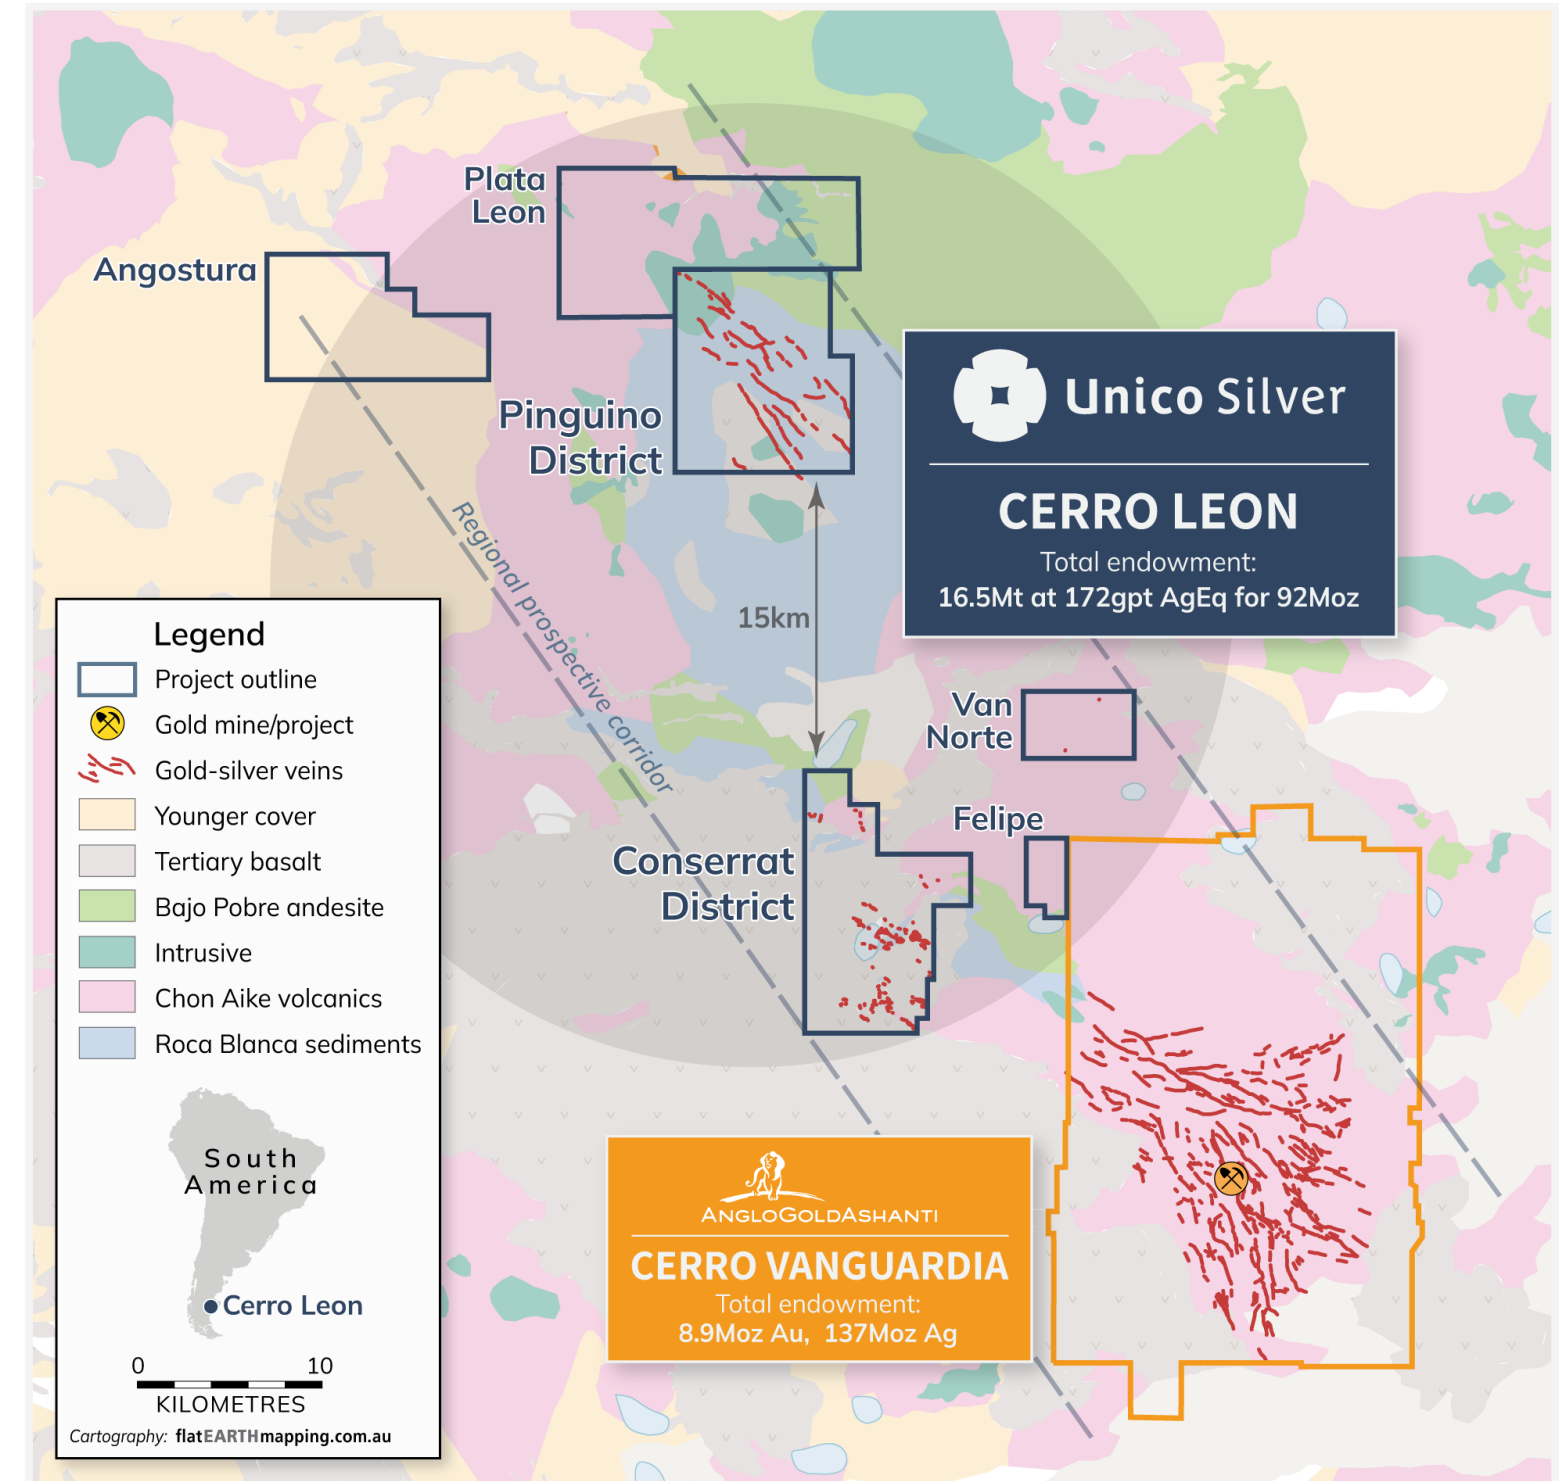 Plata
Leon
Angostura
Pinguino
District
Unico Silver
CERRO LEON
Total endowment:
16.5Mt at 172gpt AgEq for 92Moz
Regional prospective corridor
15km
Van
Norte
Felipe
Conserrat
District
Legend
Project outline
Gold mine/project
Gold-silver veins
Younger cover
Tertiary basalt
Bajo Pobre andesite
Intrusive
Chon Aike volcanics
Roca Blanca sediments
South
America
Cerro Leon
0 10
KILOMETRES
Cartography: flatEARTHmapping.com.au
ANGLOGOLDASHANTI
CERRO VANGUARDIA
Total endowment:
8.9Moz Au, 137Moz Ag